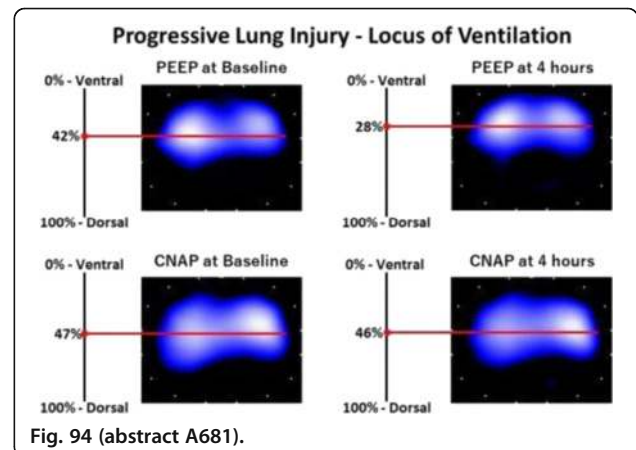 Progressive Lung Injury - Locus of Ventilation
PEEP at Baseline
0% - Ventral
42%
100% - Dorsal
PEEP at 4 hours
0% - Ventral
28%
100% - Dorsal
CNAP at Baseline
0% - Ventral
47%
100% - Dorsal
CNAP at 4 hours
0% - Ventral
46%
100% - Dorsal
Fig. 94 (abstract A681).